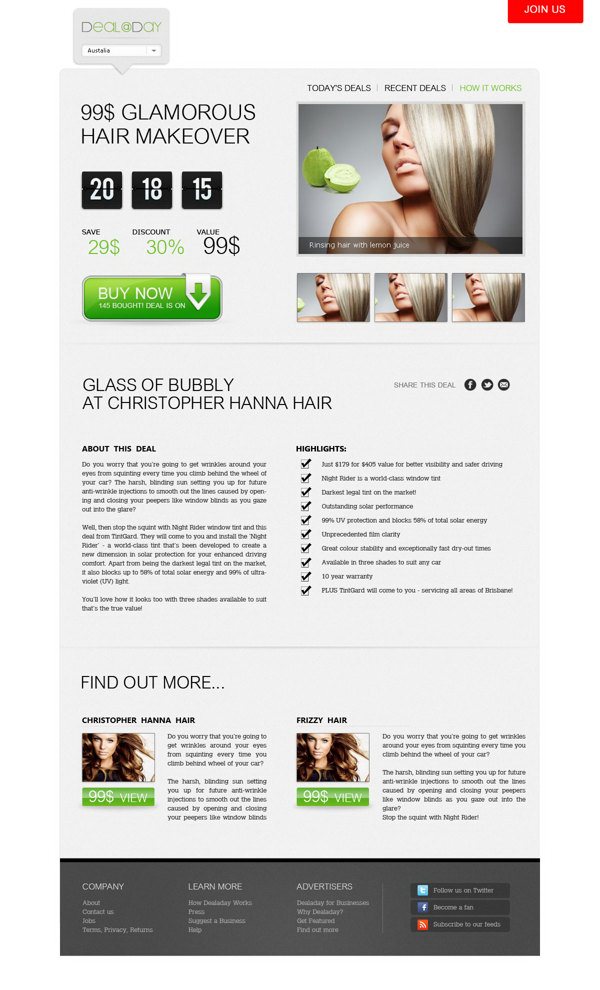 JOIN US
DEAL@DAY
Austalia
TODAY'S DEALS | RECENT DEALS | HOW IT WORKS
99$ GLAMOROUS
HAIR MAKEOVER
20 18 15
SAVE DISCOUNT VALUE
29$ 30% 99$
BUY NOW
145 BOUGHT! DEAL IS ON
Rinsing hair with lemon juice
GLASS OF BUBBLY
AT CHRISTOPHER HANNA HAIR
SHARE THIS DEAL
ABOUT THIS DEAL
Do you worry that you're going to get wrinkles around your
eyes from squinting every time you climb behind the wheel of
your car? The harsh, blinding sun setting you up for future
anti-wrinkle injections to smooth out the lines caused by open-
ing and closing your peepers like window blinds as you gaze
out into the glare?
Well, then stop the squint with Night Rider window tint and this
deal from TintGard. They will come to you and install the 'Night
Rider' - a world-class tint that's been developed to create a
new dimension in solar protection for your enhanced driving
comfort. Apart from being the darkest legal tint on the market,
it also blocks up to 58% of total solar energy and 99% of ultra-
violet (UV) light.
You'll love how it looks too with three shades available to suit
that's the true value!
HIGHLIGHTS:
Just $179 for $405 value for better visibility and safer driving
Night Rider is a world-class window tint
Darkest legal tint on the market!
Outstanding solar performance
99% UV protection and blocks 58% of total solar energy
Unprecedented film clarity
Great colour stability and exceptionally fast dry-out times
Available in three shades to suit any car
10 year warranty
PLUS TintGard will come to you - servicing all areas of Brisbane!
FIND OUT MORE...
CHRISTOPHER HANNA HAIR
Do you worry that you're going to
get wrinkles around your eyes
from squinting every time you
climb behind wheel of your car?
The harsh, blinding sun setting
you up for future anti-wrinkle
injections to smooth out the lines
caused by opening and closing
your peepers like window blinds
99$ VIEW
FRIZZY HAIR
Do you worry that you're going to get wrinkles
around your eyes from squinting every time you
climb behind the wheel of your car?
The harsh, blinding sun setting you up for future
anti-wrinkle injections to smooth out the lines
caused by opening and closing your peepers
like window blinds as you gaze out into the
glare?
Stop the squint with Night Rider!
99$ VIEW
COMPANY
About
Contact us
Jobs
Terms, Privacy, Returns
LEARN MORE
How Dealaday Works
Press
Suggest a Business
Help
ADVERTISERS
Dealaday for Businesses
Why Dealaday?
Get Featured
Find out more
Follow us on Twitter
Become a fan
Subscribe to our feeds